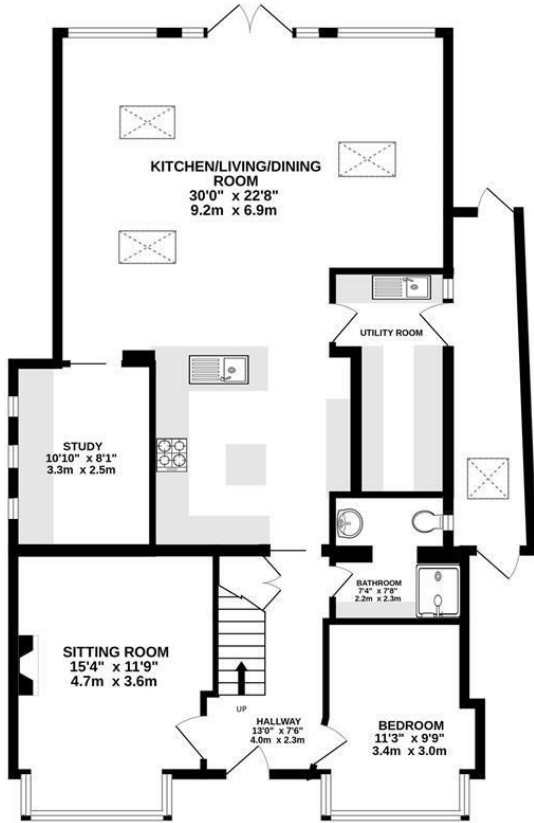 KITCHEN/LIVING/DINING
ROOM
30'0" x 22'8"
9.2m x 6.9m
UTILITY ROOM
STUDY
10'10" x 8'1"
3.3m x 2.5m
BATHROOM
7'4" x 7'8"
2.2m x 2.3m
SITTING ROOM
15'4" x 11'9"
4.7m x 3.6m
UP
HALLWAY
13'0" x 7'6"
4.0m x 2.3m
BEDROOM
11'3" x 9'9"
3.4m x 3.0m